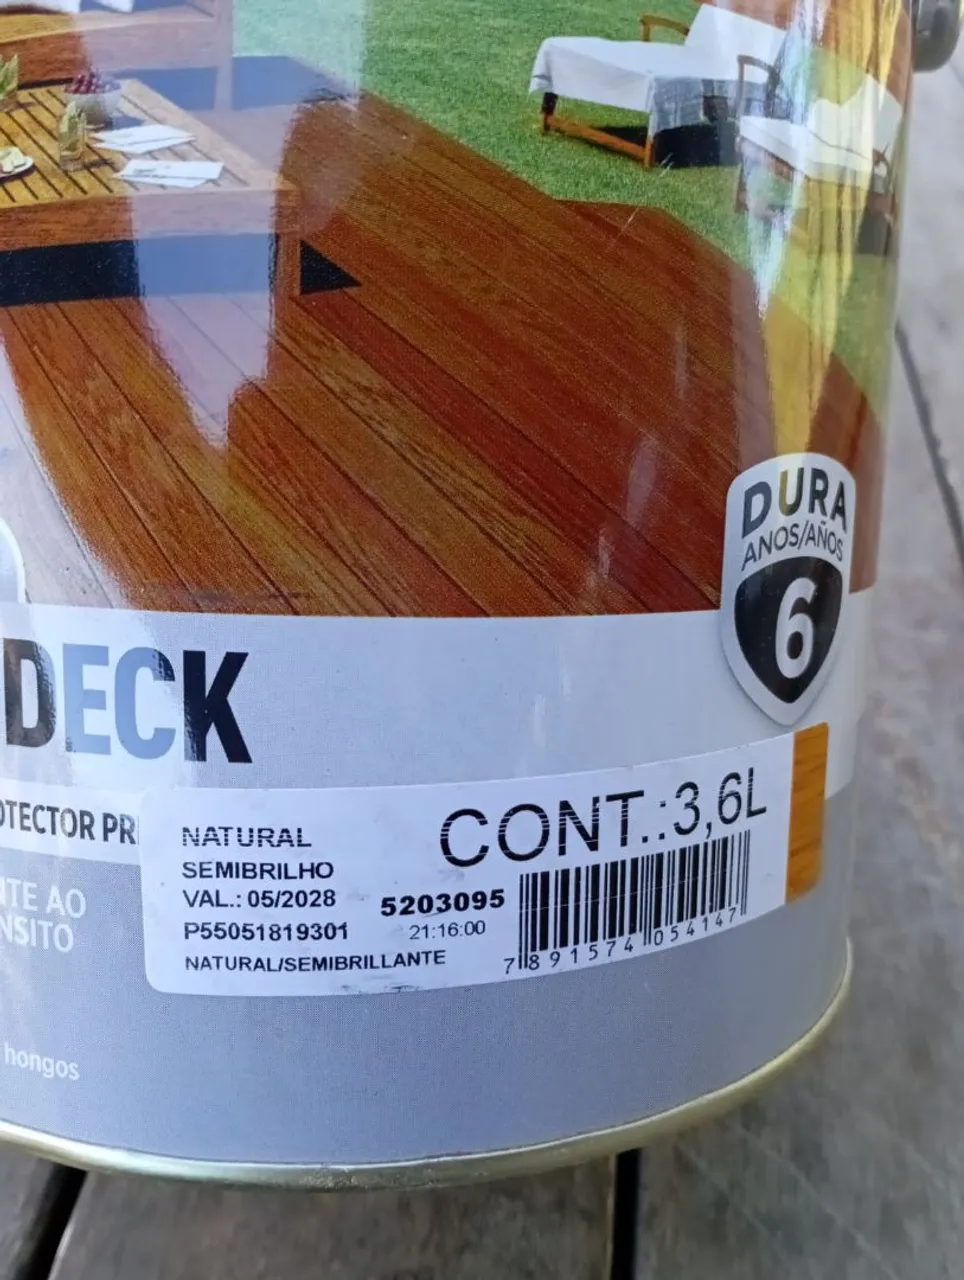 DURA
ANOS/AÑOS
6
DECK
OTECTOR PR
NTE AO
NSITO
hongos
NATURAL
SEMIBRILHO
VAL.: 05/2028
P55051819301
NATURAL/SEMIBRILLANTE
5203095
21:16:00
CONT.:3,6L
7 891574 054147